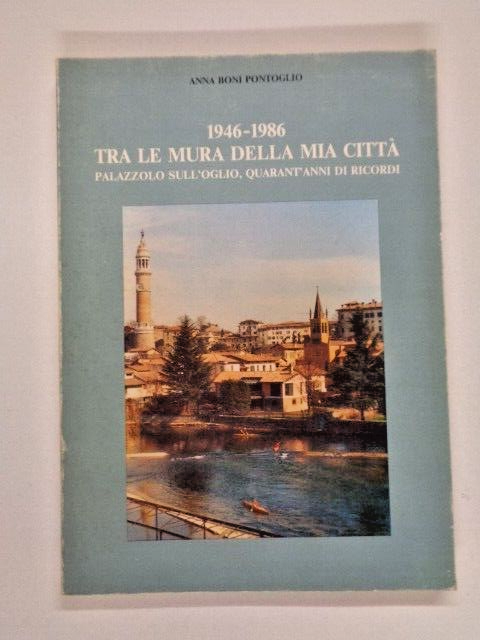 ANNA BONI PONTOGLIO
1946-1986
TRA LE MURA DELLA MIA CITTÀ
PALAZZOLO SULL'OGLIO, QUARANT'ANNI DI RICORDI